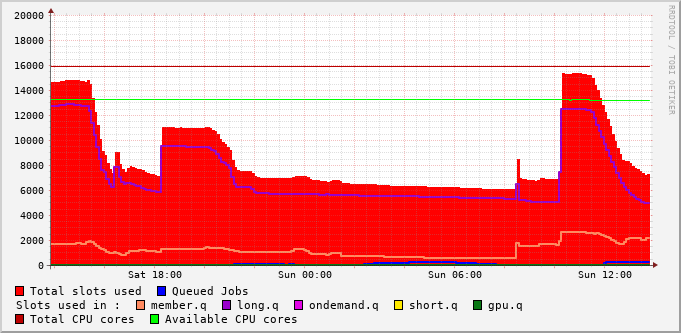 20000
18000
16000
14000
12000
10000
8000
6000
4000
2000
0
Sat 18:00 Sun 00:00 Sun 06:00 Sun 12:00
Total slots used Queued Jobs
Slots used in : member.q long.q ondemand.q short.q gpu.q
Total CPU cores Available CPU cores
RRDTOOL / TOBI OETIKER